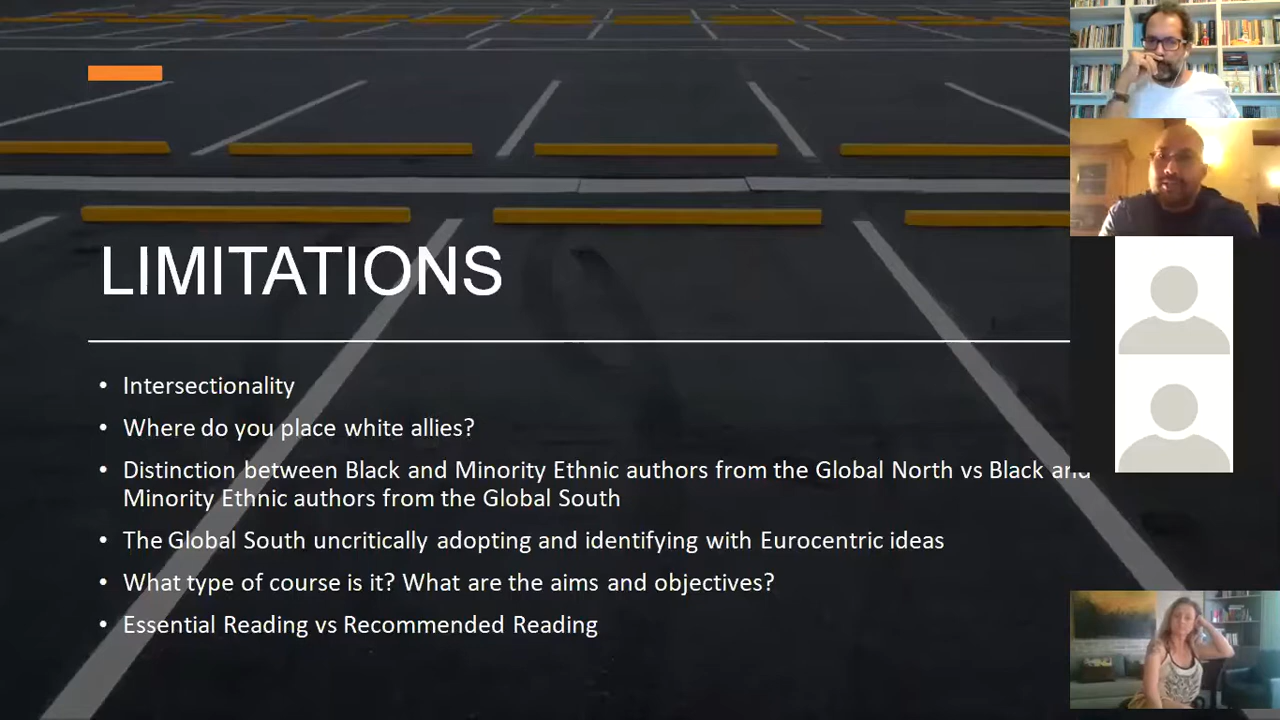 LIMITATIONS
• Intersectionality
• Where do you place white allies?
• Distinction between Black and Minority Ethnic authors from the Global North vs Black and
Minority Ethnic authors from the Global South
• The Global South uncritically adopting and identifying with Eurocentric ideas
• What type of course is it? What are the aims and objectives?
• Essential Reading vs Recommended Reading